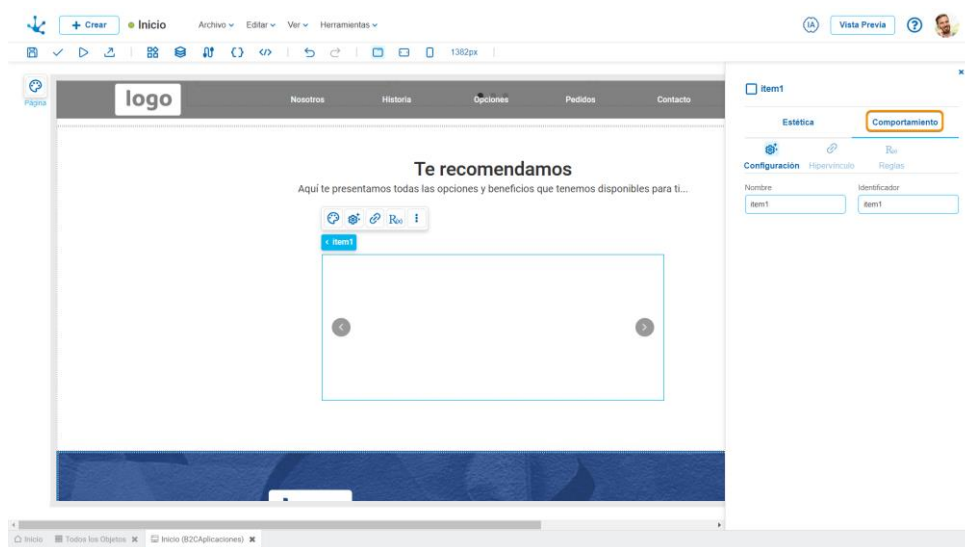 + Crear
Inicio
Archivo
Editar
Ver
Herramientas
IA
Vista Previa
?
1382px
Página
logo
Nosotros
Historia
Opciones
Pedidos
Contacto
Te recomendamos
Aquí te presentamos todas las opciones y beneficios que tenemos disponibles para ti...
< item1
item1
Estética
Comportamiento
Configuración
Hipervínculo
Reglas
Nombre
Identificador
item1
item1
Inicio
Todos los Objetos
Inicio (B2CAplicaciones)